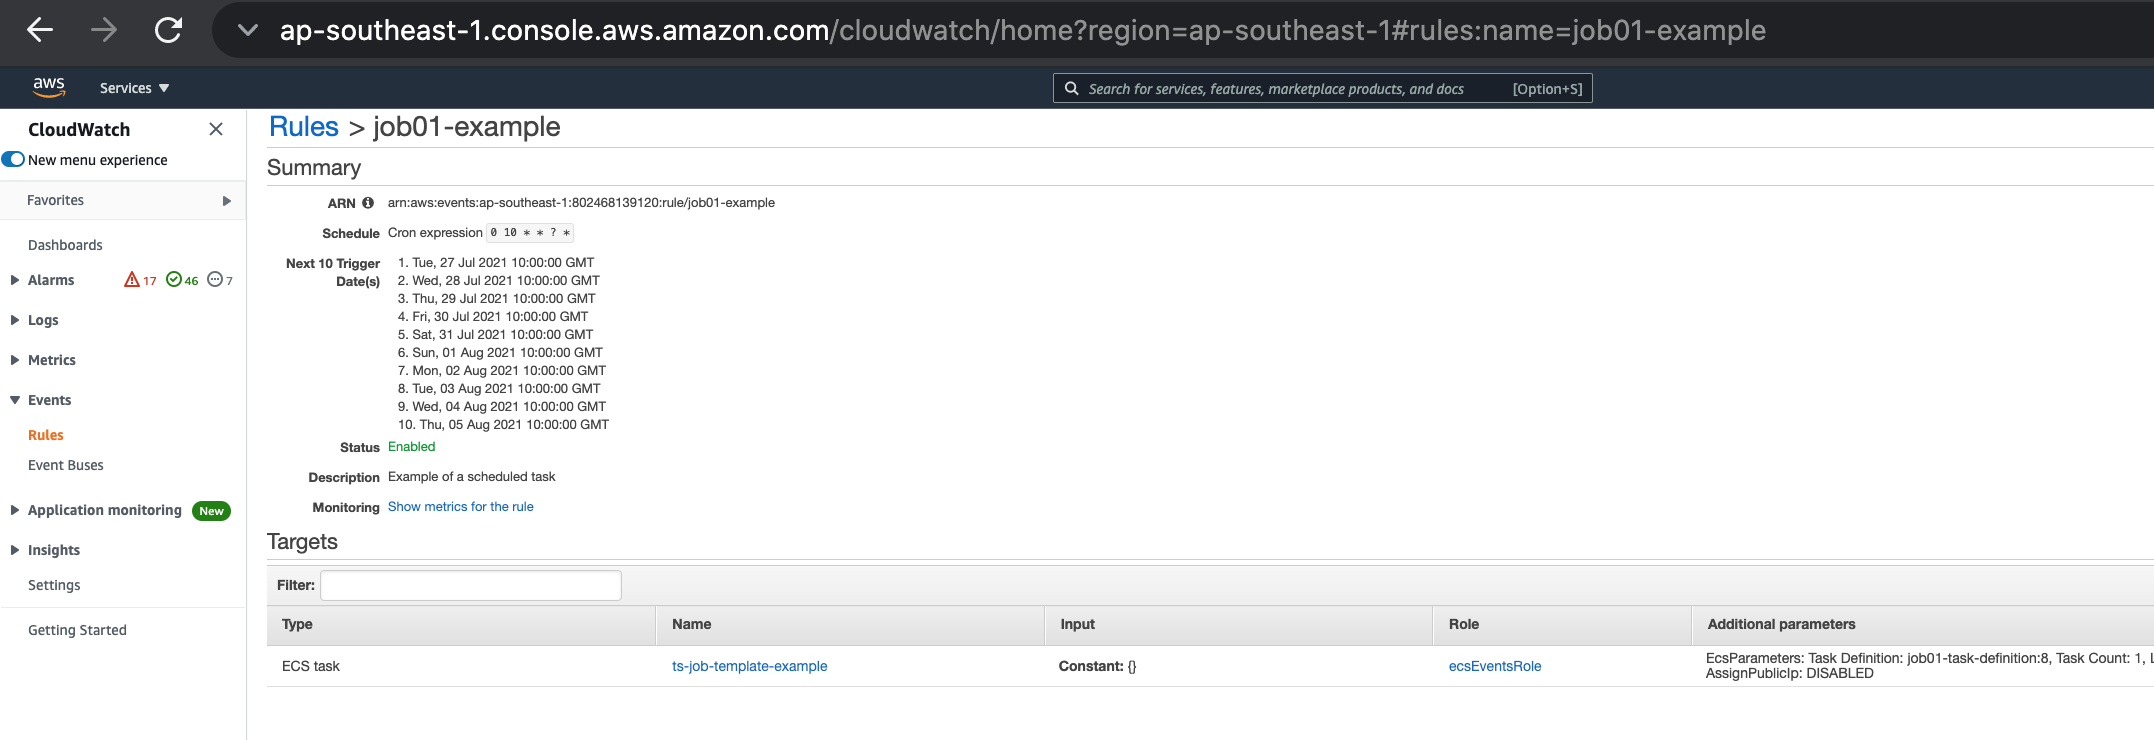 ap-southeast-1.console.aws.amazon.com/cloudwatch/home?region=ap-southeast-1#rules:name=job01-example
aws
Services
Search for services, features, marketplace products, and docs [Option+S]
CloudWatch
New menu experience
Favorites
Dashboards
Alarms 17 46 7
Logs
Metrics
Events
Rules
Event Buses
Application monitoring New
Insights
Settings
Getting Started
Rules > job01-example
Summary
ARN arn:aws:events:ap-southeast-1:802468139120:rule/job01-example
Schedule Cron expression 0 10 * * ? *
Next 10 Trigger Date(s)
1. Tue, 27 Jul 2021 10:00:00 GMT
2. Wed, 28 Jul 2021 10:00:00 GMT
3. Thu, 29 Jul 2021 10:00:00 GMT
4. Fri, 30 Jul 2021 10:00:00 GMT
5. Sat, 31 Jul 2021 10:00:00 GMT
6. Sun, 01 Aug 2021 10:00:00 GMT
7. Mon, 02 Aug 2021 10:00:00 GMT
8. Tue, 03 Aug 2021 10:00:00 GMT
9. Wed, 04 Aug 2021 10:00:00 GMT
10. Thu, 05 Aug 2021 10:00:00 GMT
Status Enabled
Description Example of a scheduled task
Monitoring Show metrics for the rule
Targets
Filter:
Type Name Input Role Additional parameters
ECS task ts-job-template-example Constant: {} ecsEventsRole EcsParameters: Task Definition: job01-task-definition:8, Task Count: 1,
AssignPublicIp: DISABLED